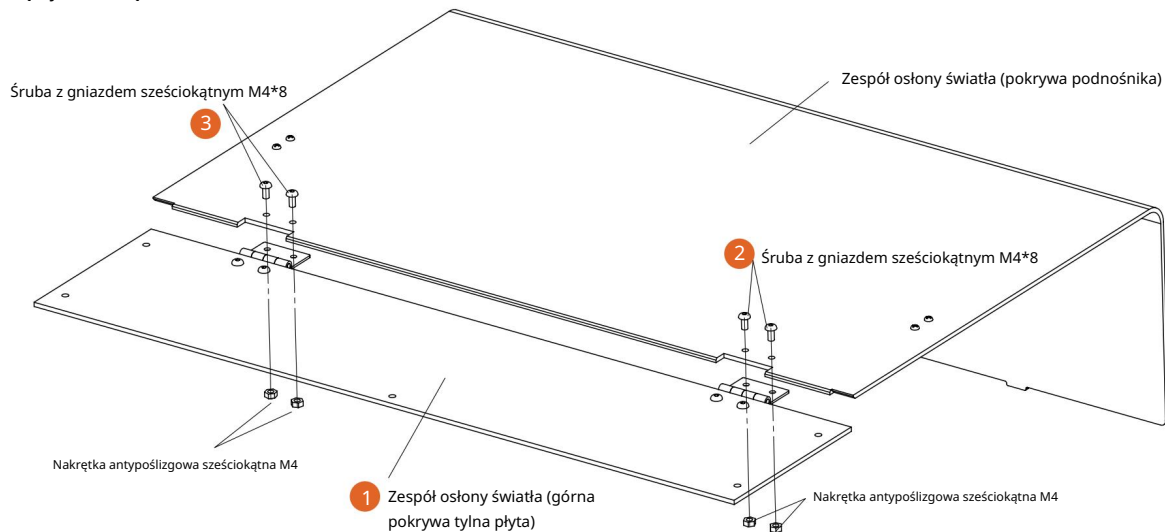 Śruba z gniazdem sześciokątnym M4*8
3
Zespół osłony światła (pokrywa podnośnika)
2 Śruba z gniazdem sześciokątnym M4*8
Nakrętka antypoślizgowa sześciokątna M4
1 Zespół osłony światła (górna
pokrywa tylna płyta)
Nakrętka antypoślizgowa sześciokątna M4